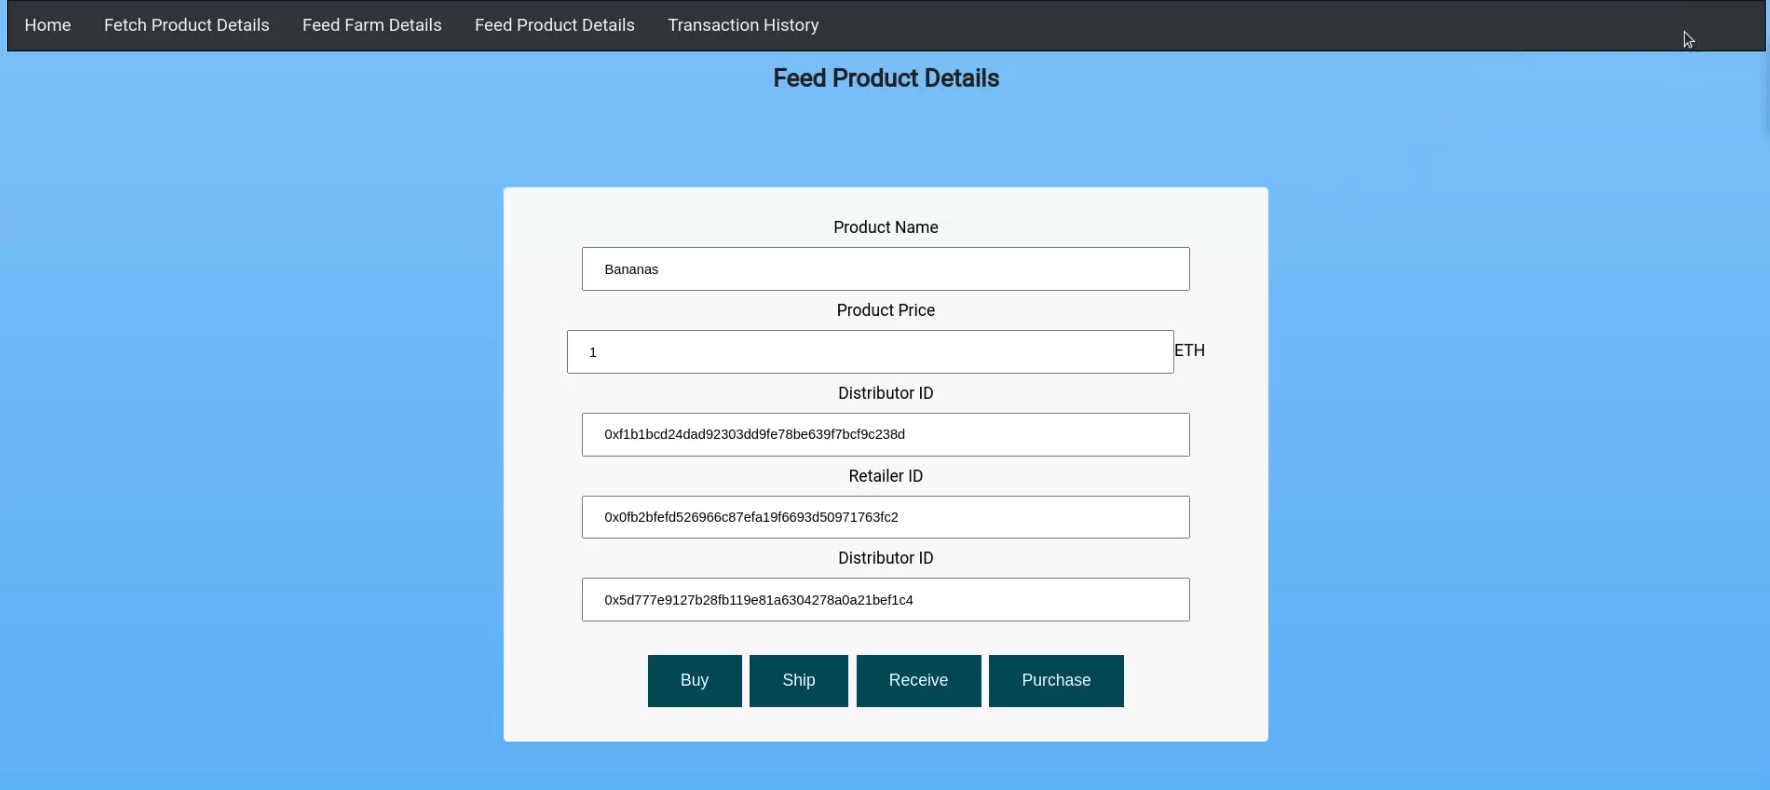 Home Fetch Product Details Feed Farm Details Feed Product Details Transaction History
Feed Product Details
Product Name
Bananas
Product Price
1 ETH
Distributor ID
0xf1b1bcd24dad92303dd9fe78be639f7bcf9c238d
Retailer ID
0x0fb2bfefd526966c87efa19f6693d50971763fc2
Distributor ID
0x5d777e9127b28fb119e81a6304278a0a21bef1c4
Buy Ship Receive Purchase